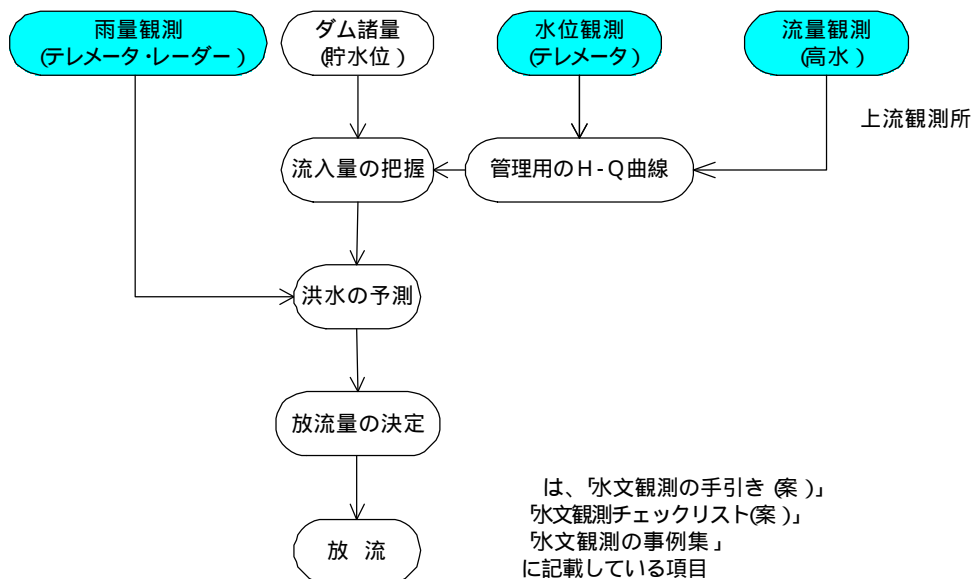 雨量観測
(テレメータ・レーダー)
ダム諸量
(貯水位)
水位観測
(テレメータ)
流量観測
(高水)
上流観測所
流入量の把握
管理用のH-Q曲線
洪水の予測
放流量の決定
放 流
は、「水文観測の手引き(案)」
「水文観測チェックリスト(案)」
「水文観測の事例集」
に記載している項目